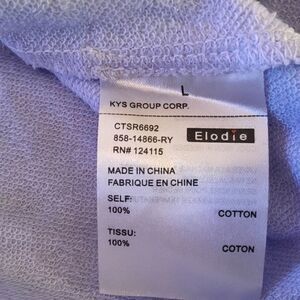 L
KYS GROUP CORP.
CTSR6692
858-14866-RY
Elodie
RN# 124115
MADE IN CHINA
FABRIQUE EN CHINE
SELF:
100% COTTON
TISSU:
100% COTON